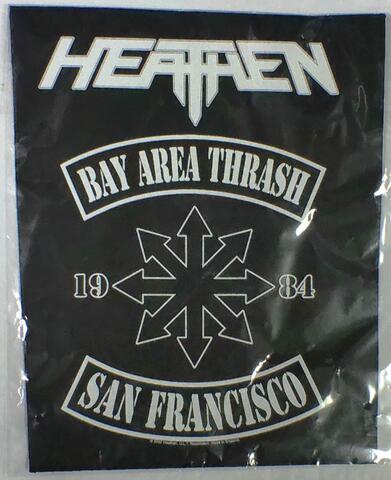 HEATHEN
BAY AREA THRASH
19 84
SAN FRANCISCO